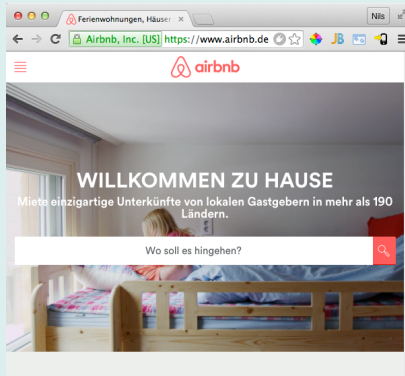 Ferienwohnungen, Häuser
Nils
Airbnb, Inc. [US] https://www.airbnb.de
JB
airbnb
WILLKOMMEN ZU HAUSE
Miete einzigartige Unterkünfte von lokalen Gastgebern in mehr als 190
Ländern.
Wo soll es hingehen?